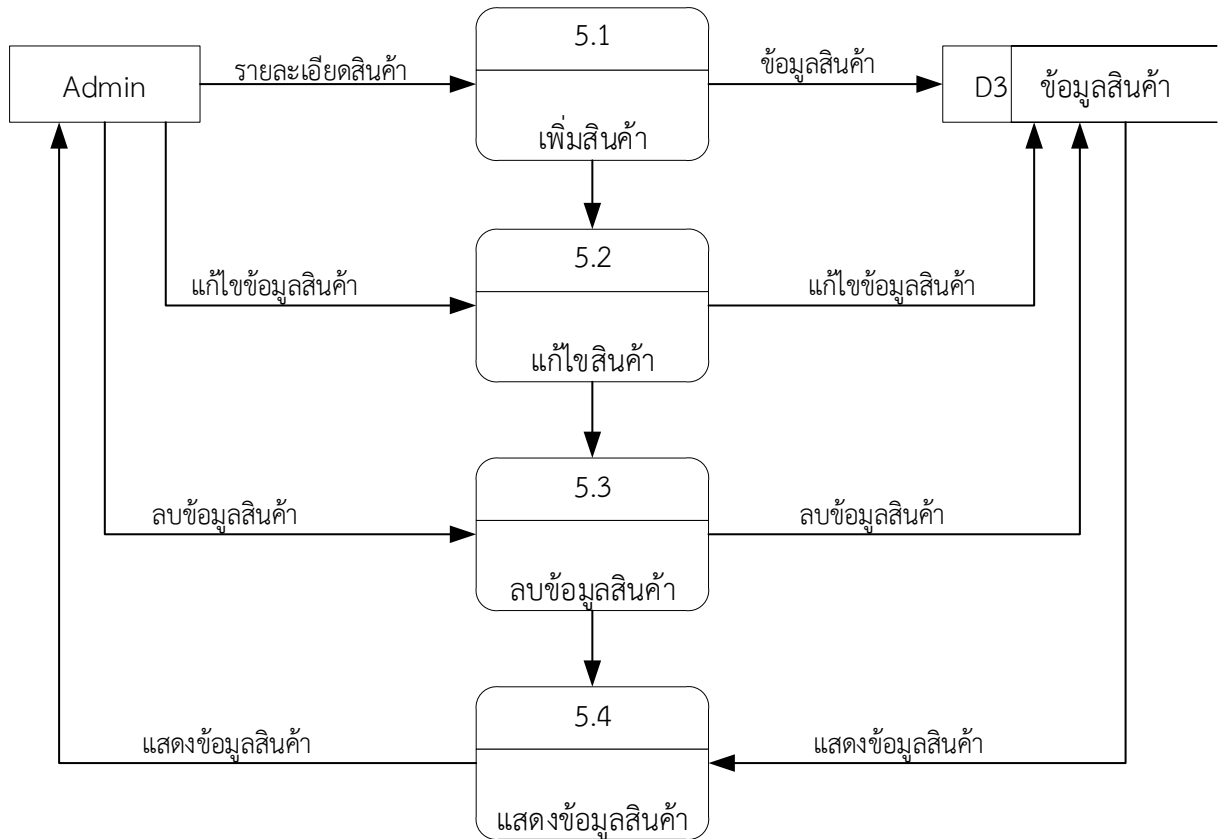 5.1
รายละเอียดสินค้า
ข้อมูลสินค้า
Admin
D3 ข้อมูลสินค้า
เพิ่มสินค้า
5.2
แก้ไขข้อมูลสินค้า
แก้ไขข้อมูลสินค้า
แก้ไขสินค้า
5.3
ลบข้อมูลสินค้า
ลบข้อมูลสินค้า
ลบข้อมูลสินค้า
5.4
แสดงข้อมูลสินค้า
แสดงข้อมูลสินค้า
แสดงข้อมูลสินค้า